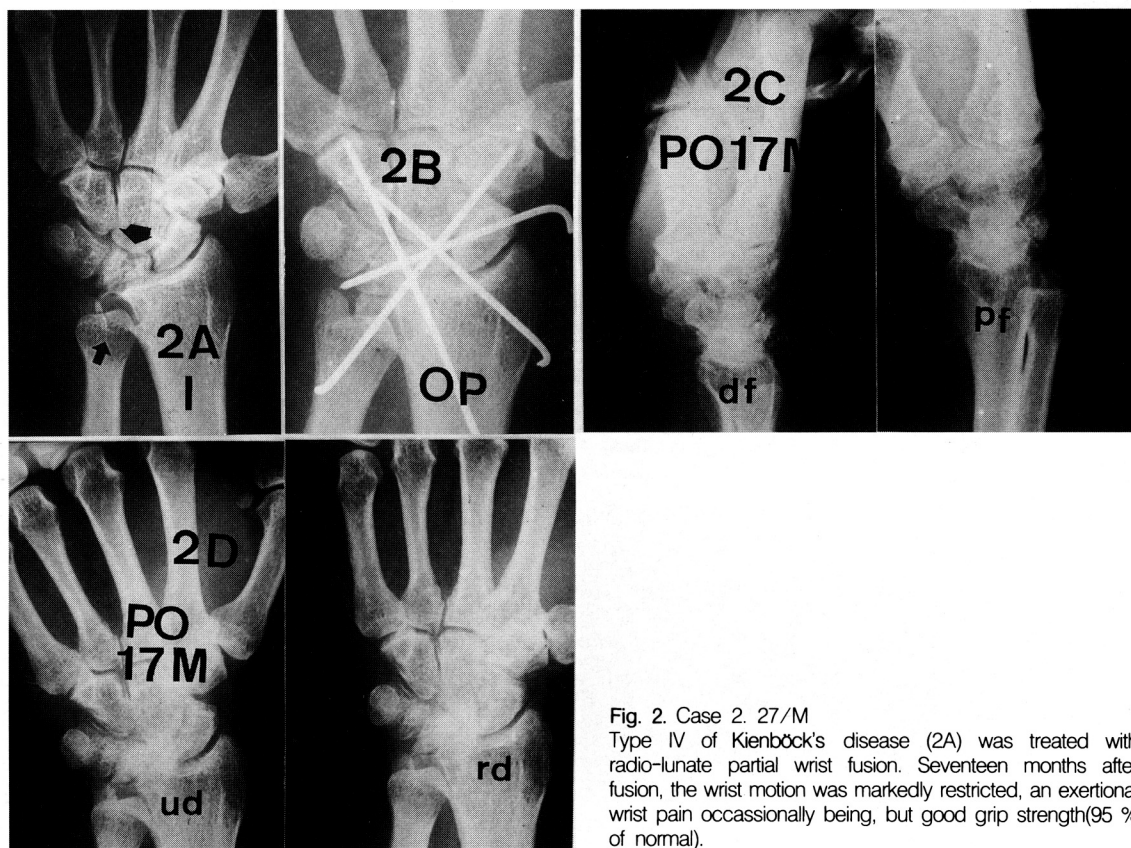 2A
I
2B
OP
2C
PO17M
df
pf
2D
PO
17M
ud
rd
Fig. 2. Case 2. 27/M
Type IV of Kienböck's disease (2A) was treated with
radio-lunate partial wrist fusion. Seventeen months afte
fusion, the wrist motion was markedly restricted, an exertiona
wrist pain occassionally being, but good grip strength(95 %
of normal).